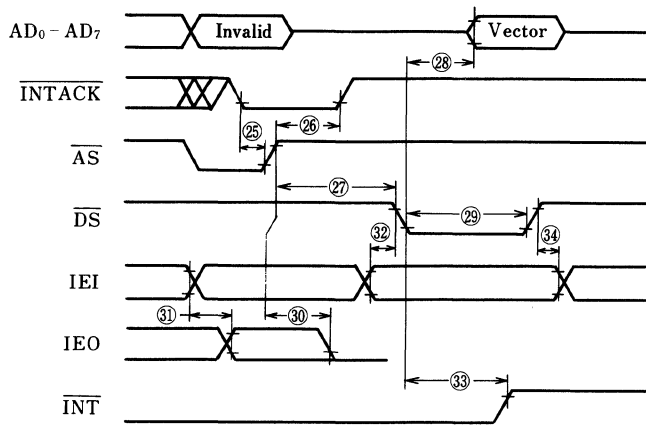 AD₀-AD₇ Invalid Vector
㉘
INTACK
㉕ ㉖
AS
㉗
DS ㉙
㉜ ㉞
IEI
㉛ ㉚
IEO
㉝
INT